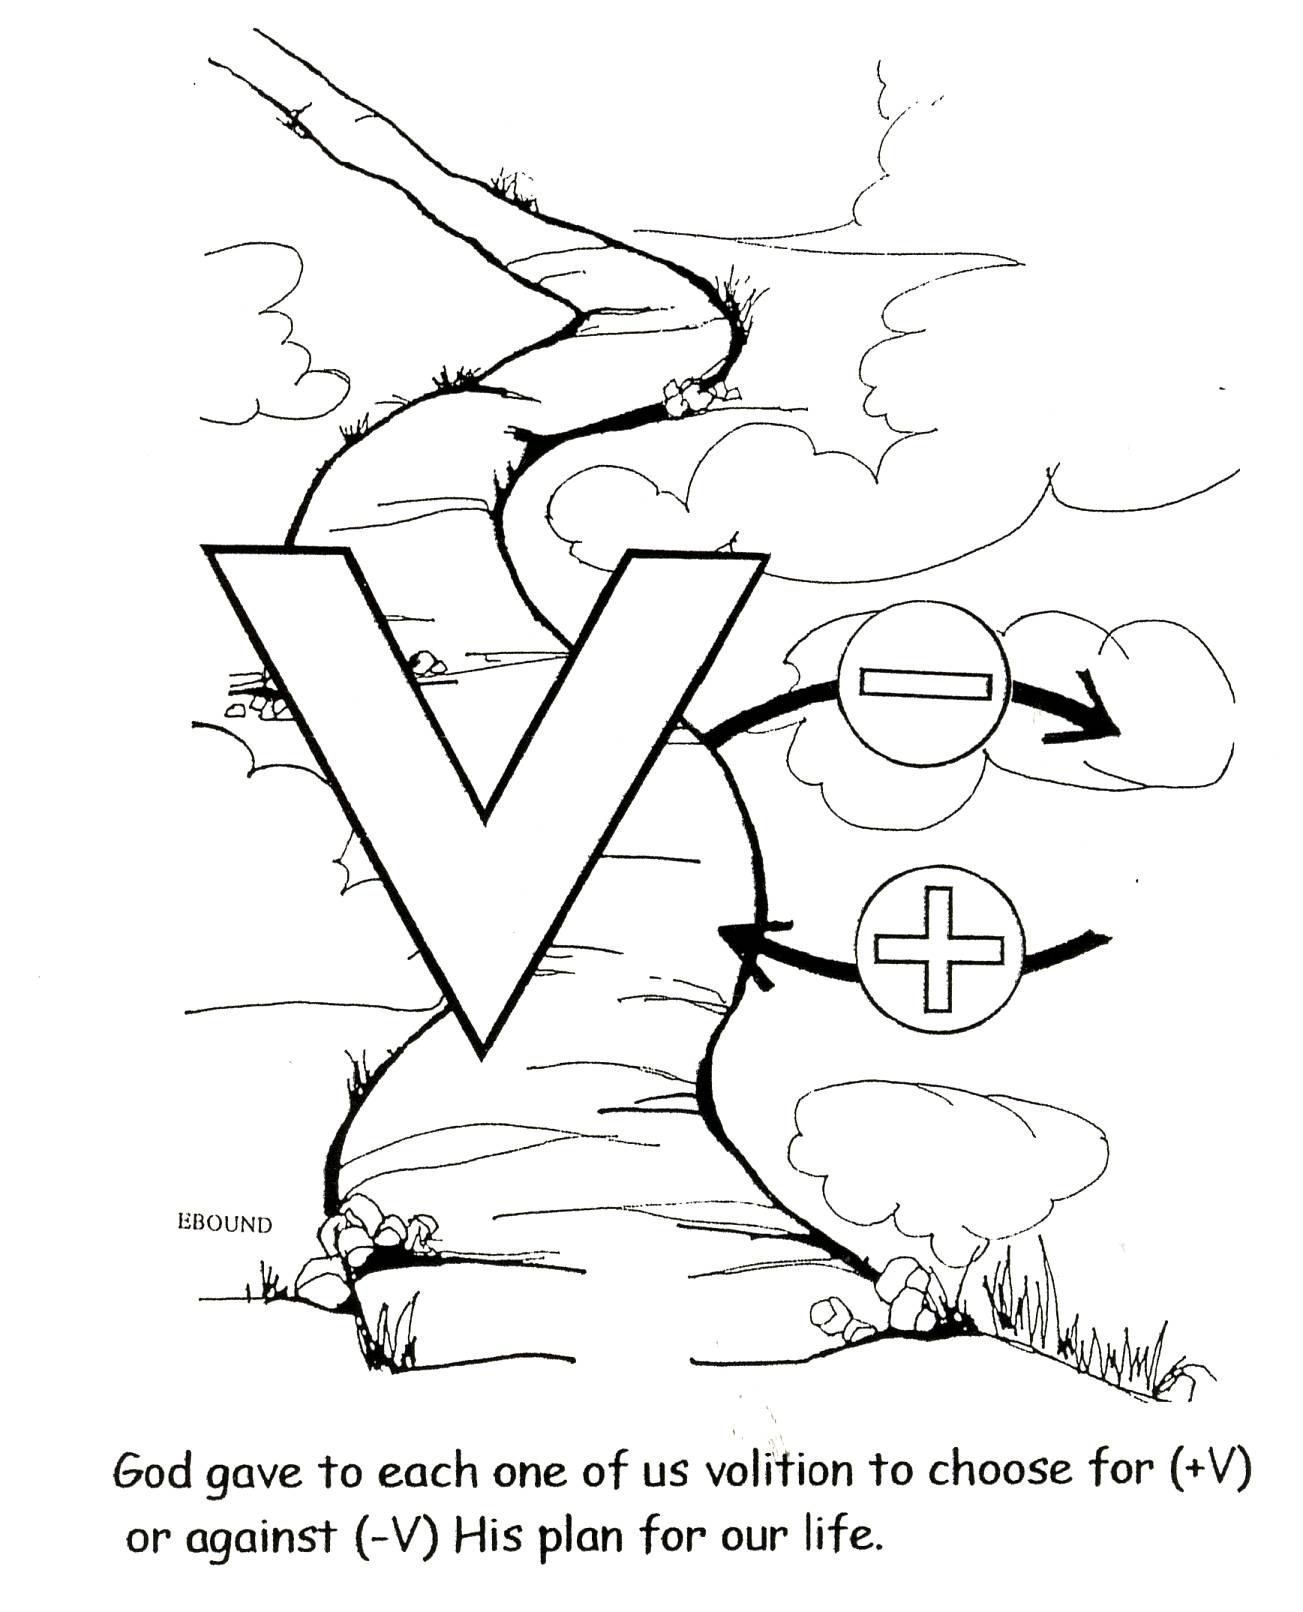 V
EBOUND
God gave to each one of us volition to choose for (+V)
or against (-V) His plan for our life.